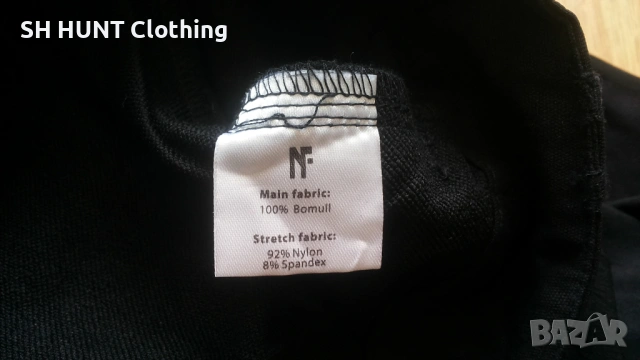 SH HUNT Clothing
NF
Main fabric:
100% Bomull
Stretch fabric:
92% Nylon
8% Spandex
BAZAR